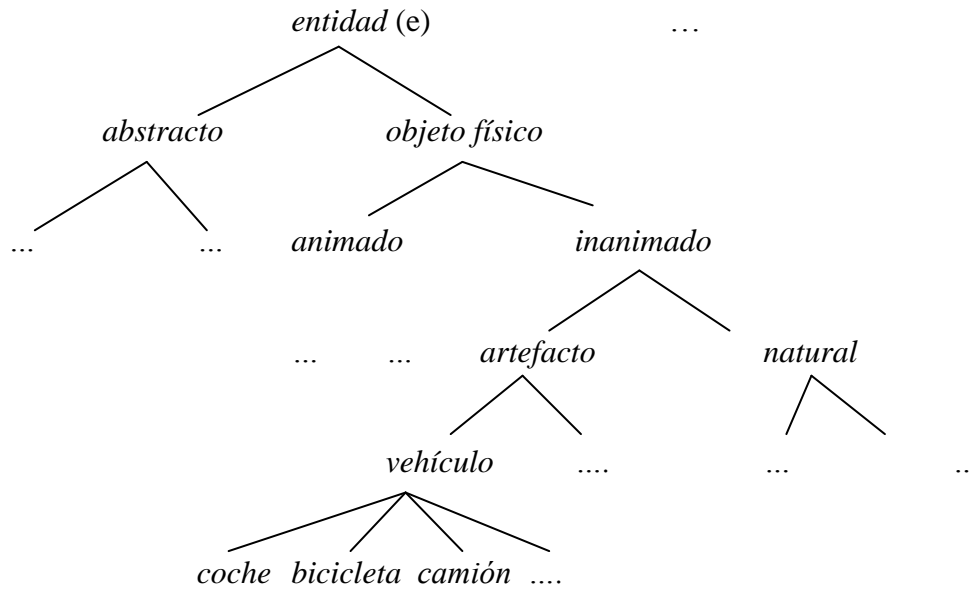 entidad (e) ...
abstracto objeto físico
... ... animado inanimado
... ... artefacto natural
vehículo .... ... ..
coche bicicleta camión ....